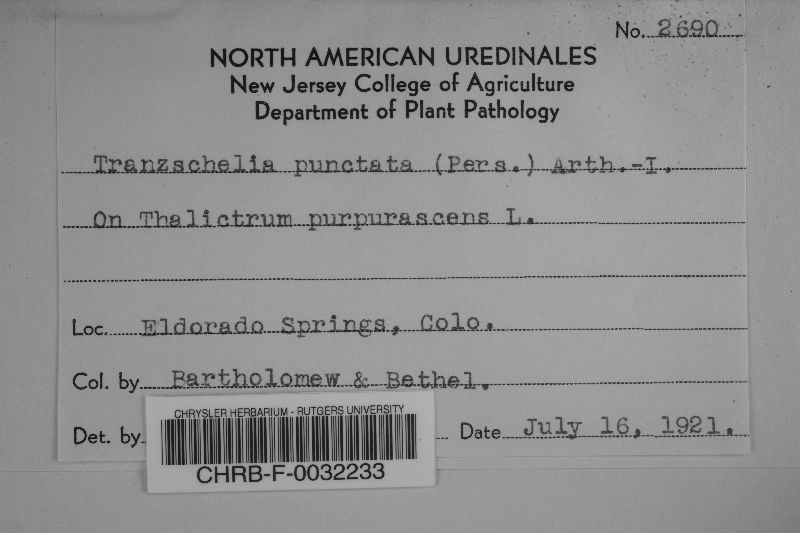 No. 2690
NORTH AMERICAN UREDINALES
New Jersey College of Agriculture
Department of Plant Pathology
Tranzschelia punctata (Pers.) Arth.-I.
On Thalictrum purpurascens L.
Loc. Eldorado Springs, Colo.
Col. by Bartholomew & Bethel.
Det. by
Date July 16, 1921.
CHRYSLER HERBARIUM - RUTGERS UNIVERSITY
CHRB-F-0032233